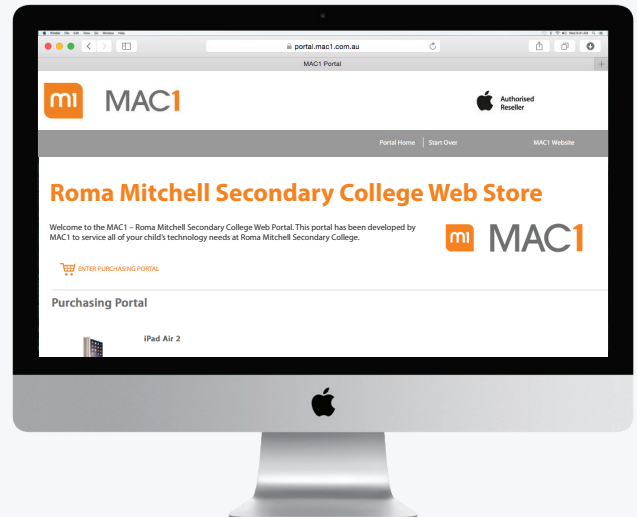 portal.mac1.com.au
MAC1 Portal
m1 MAC1
Authorised
Reseller
Portal Home
Start Over
MAC1 Website
Roma Mitchell Secondary College Web Store
Welcome to the MAC1 – Roma Mitchell Secondary College Web Portal. This portal has been developed by
MAC1 to service all of your child's technology needs at Roma Mitchell Secondary College.
m1 MAC1
ENTER PURCHASING PORTAL
Purchasing Portal
iPad Air 2